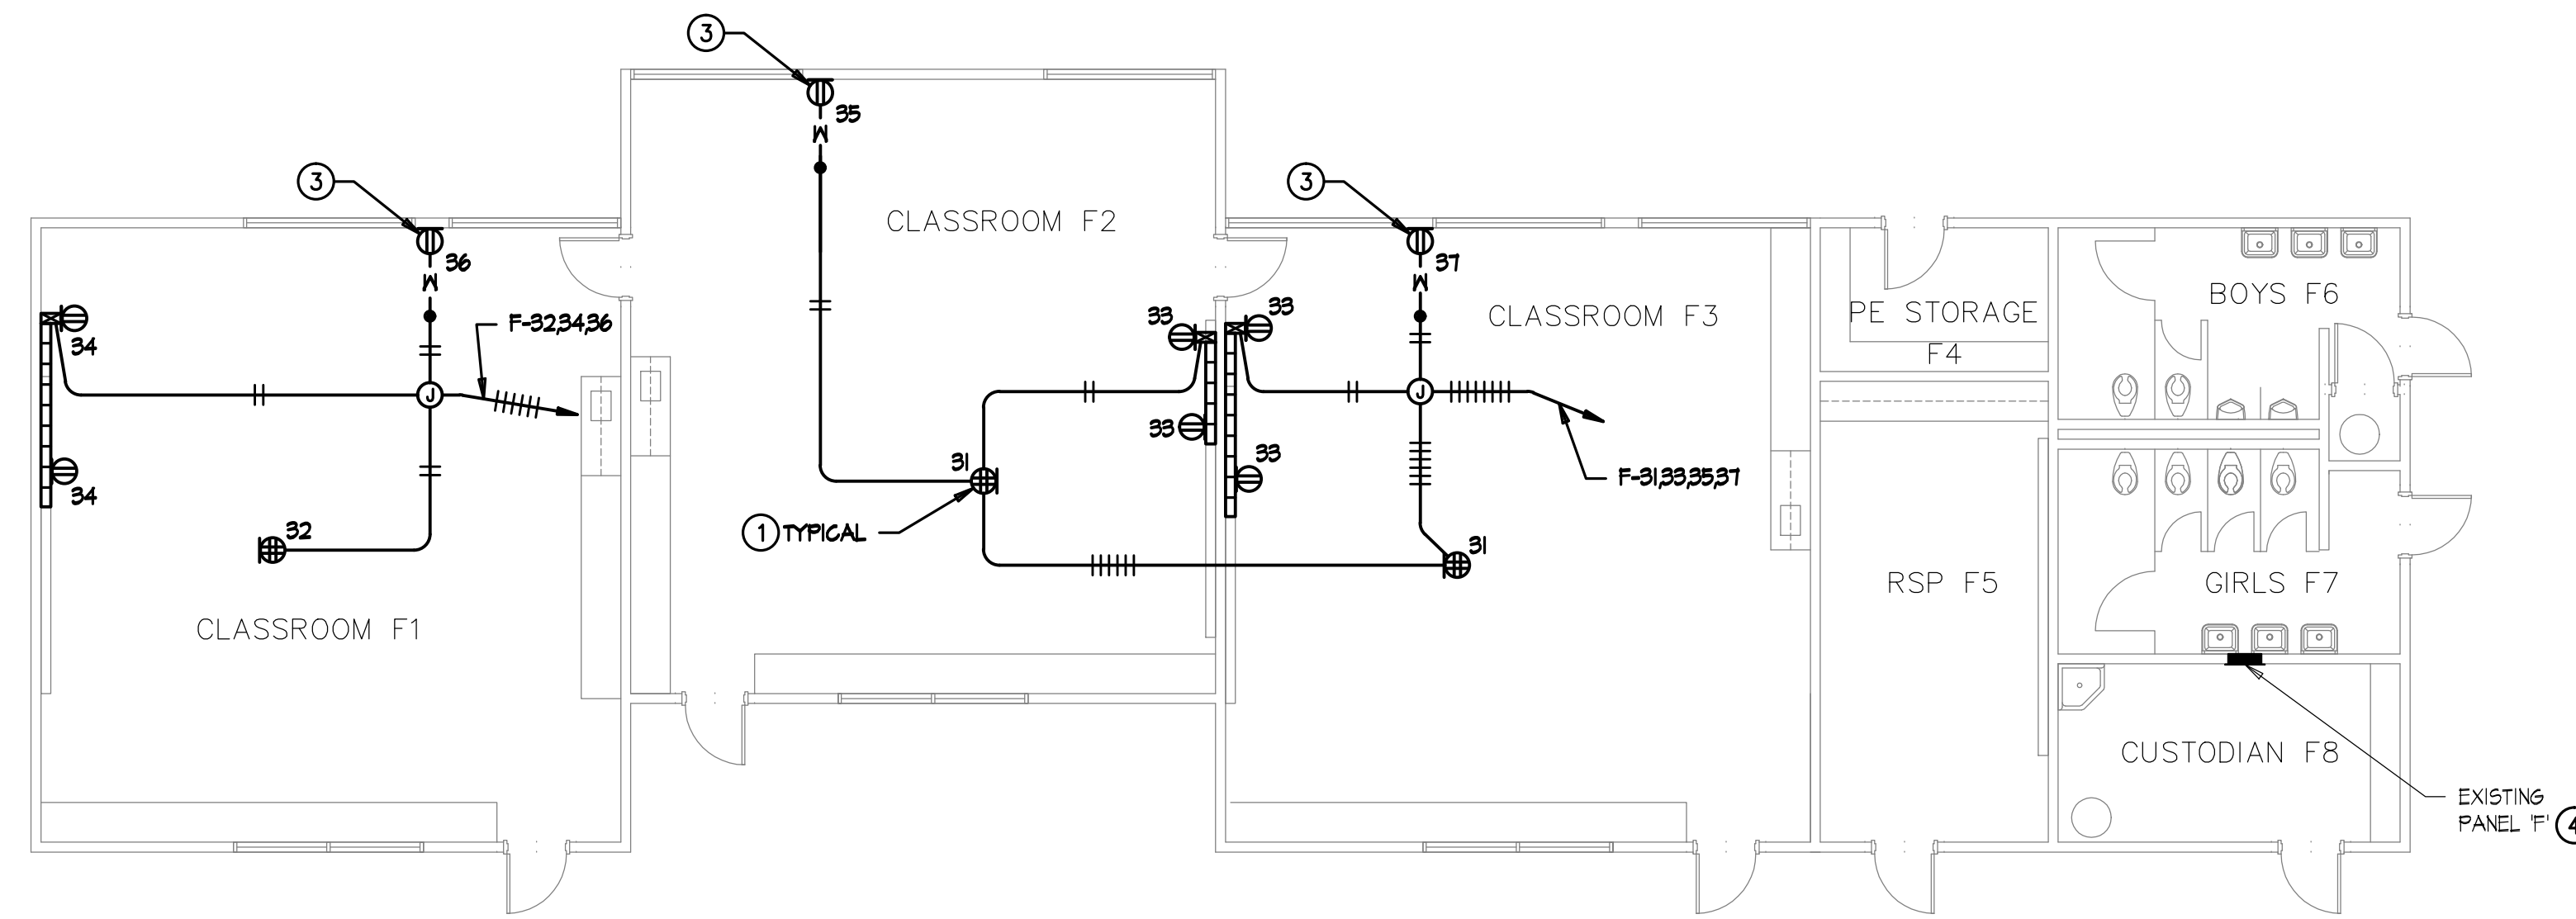 3
35
CLASSROOM F2
3
36
3
37
F-32,34,36
34
34
32
CLASSROOM F1
33
33
33
33
31
1 TYPICAL
31
CLASSROOM F3
J
J
F-31,33,35,37
PE STORAGE
F4
BOYS F6
RSP F5
GIRLS F7
CUSTODIAN F8
EXISTING
PANEL 'F' 4